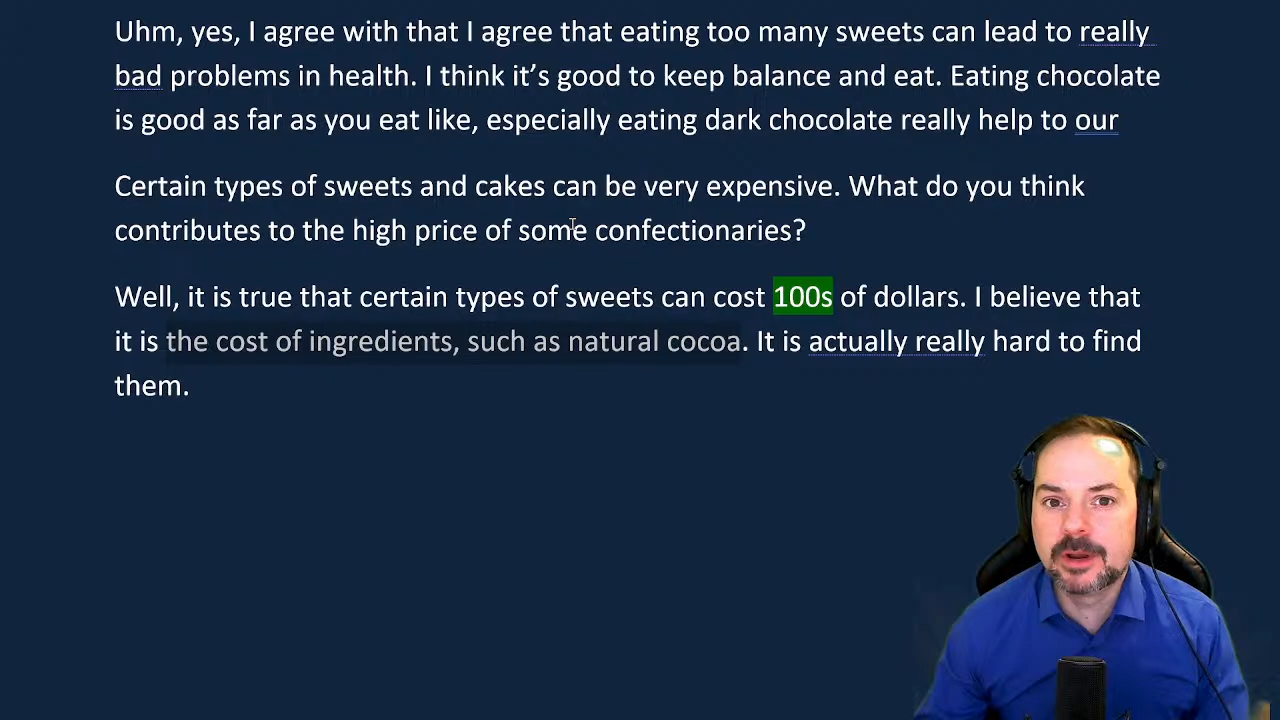 Uhm, yes, I agree with that I agree that eating too many sweets can lead to really
bad problems in health. I think it’s good to keep balance and eat. Eating chocolate
is good as far as you eat like, especially eating dark chocolate really help to our
Certain types of sweets and cakes can be very expensive. What do you think
contributes to the high price of some confectionaries?
Well, it is true that certain types of sweets can cost 100s of dollars. I believe that
it is the cost of ingredients, such as natural cocoa. It is actually really hard to find
them.